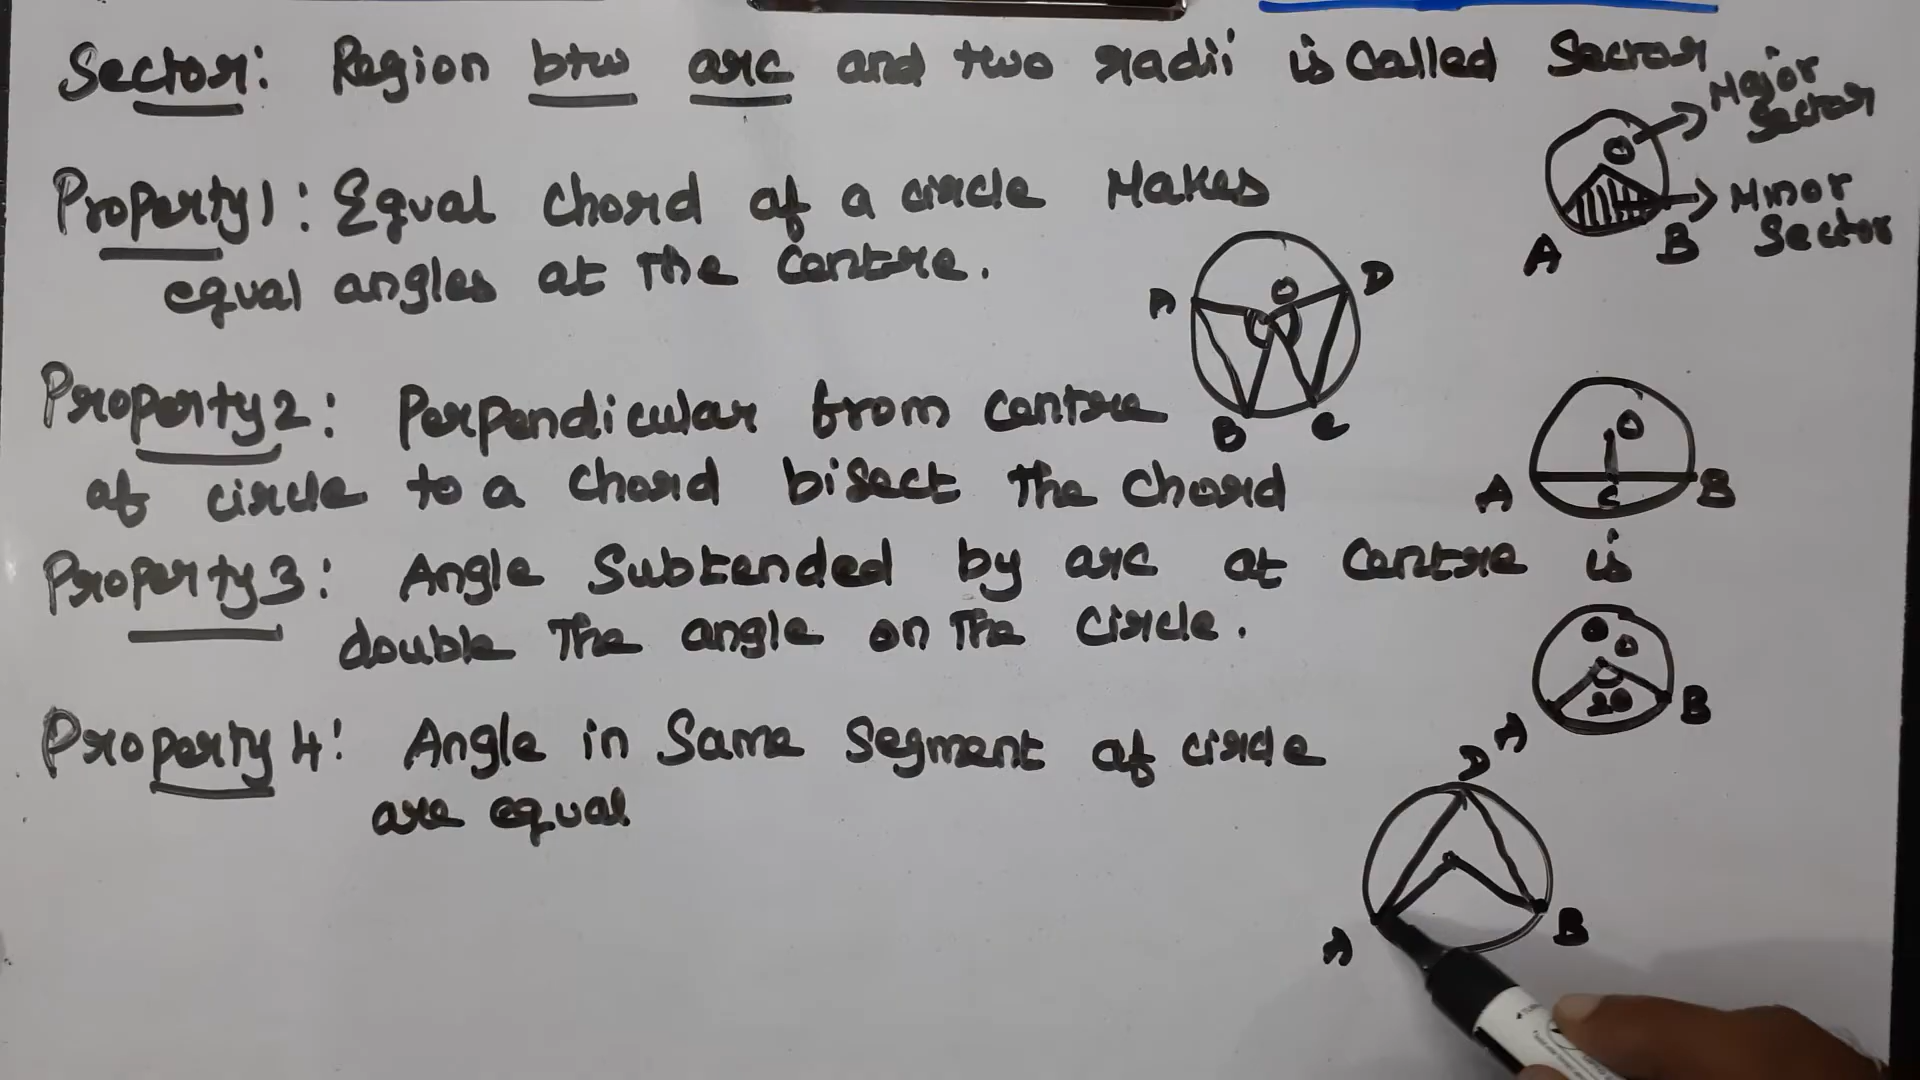 Sector: Region btw arc and two radii is called Sector
Major
Sector
Minor
Sector
O
A B
Property 1: Equal chord of a circle Makes
equal angles at the centre.
A O D
B C
Property 2: Perpendicular from centre
of circle to a chord bisect the chord
O
A C B
Property 3: Angle Subtended by arc at centre is
double the angle on the circle.
O
B
A
Property 4: Angle in Same segment of circle
are equal
D
A B